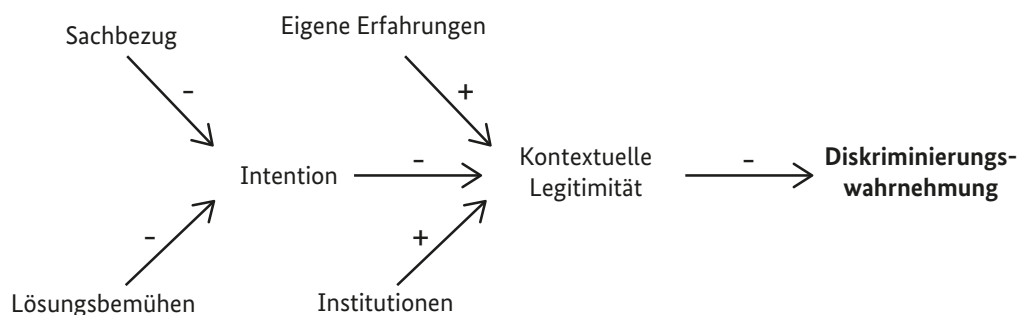 Sachbezug
Eigene Erfahrungen
-
+
Intention
-
Kontextuelle
Legitimität
-
Diskriminierungs-
wahrnehmung
-
+
Lösungsbemühen
Institutionen